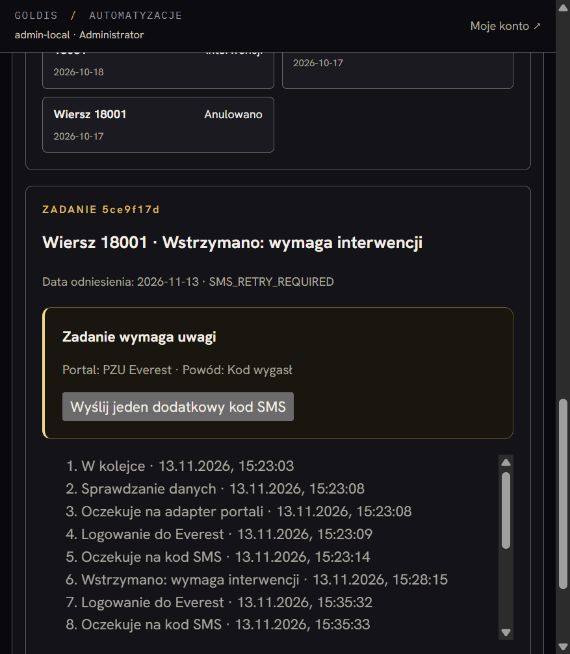 GOLDIS / AUTOMATYZACJE
admin-local · Administrator
Moje konto ↗
2026-10-18
2026-10-17
Wiersz 18001 Anulowano
2026-10-17
ZADANIE 5ce9f17d
Wiersz 18001 · Wstrzymano: wymaga interwencji
Data odniesienia: 2026-11-13 · SMS_RETRY_REQUIRED
Zadanie wymaga uwagi
Portal: PZU Everest · Powód: Kod wygasł
Wyślij jeden dodatkowy kod SMS
1. W kolejce · 13.11.2026, 15:23:03
2. Sprawdzanie danych · 13.11.2026, 15:23:08
3. Oczekuje na adapter portali · 13.11.2026, 15:23:08
4. Logowanie do Everest · 13.11.2026, 15:23:09
5. Oczekuje na kod SMS · 13.11.2026, 15:23:14
6. Wstrzymano: wymaga interwencji · 13.11.2026, 15:28:15
7. Logowanie do Everest · 13.11.2026, 15:35:32
8. Oczekuje na kod SMS · 13.11.2026, 15:35:33